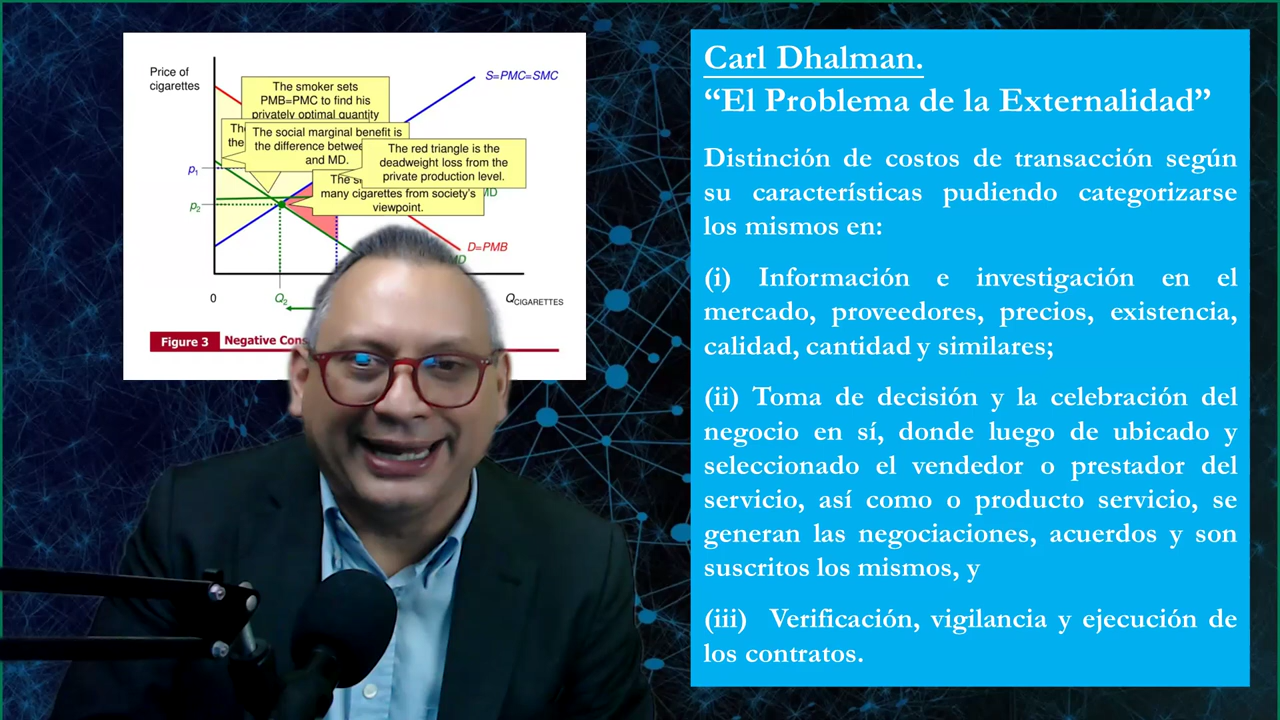 Price of
cigarettes
S=PMC=SMC
The smoker sets
PMB=PMC to find his
privately optimal quantity
The social marginal benefit is
the difference
and MD.
The red triangle is the
deadweight loss from the
private production level.
many cigarettes from society's
viewpoint.
p1
p2
MD
D=PMB
MD
0
Q2
QCIGARETTES
Figure 3
Negative
Carl Dhalman.
“El Problema de la Externalidad”
Distinción de costos de transacción según
su características pudiendo categorizarse
los mismos en:
(i) Información e investigación en el
mercado, proveedores, precios, existencia,
calidad, cantidad y similares;
(ii) Toma de decisión y la celebración del
negocio en sí, donde luego de ubicado y
seleccionado el vendedor o prestador del
servicio, así como o producto servicio, se
generan las negociaciones, acuerdos y son
suscritos los mismos, y
(iii) Verificación, vigilancia y ejecución de
los contratos.